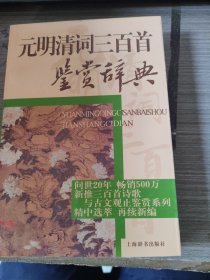 元明清词三百首
鉴赏辞典
YUANMINGQINGCISANBAISHOU
JIANSHANGCIDIAN
问世20年 畅销500万
新推三百首诗歌
与古文观止鉴赏系列
精中选萃 再续新编
上海辞书出版社